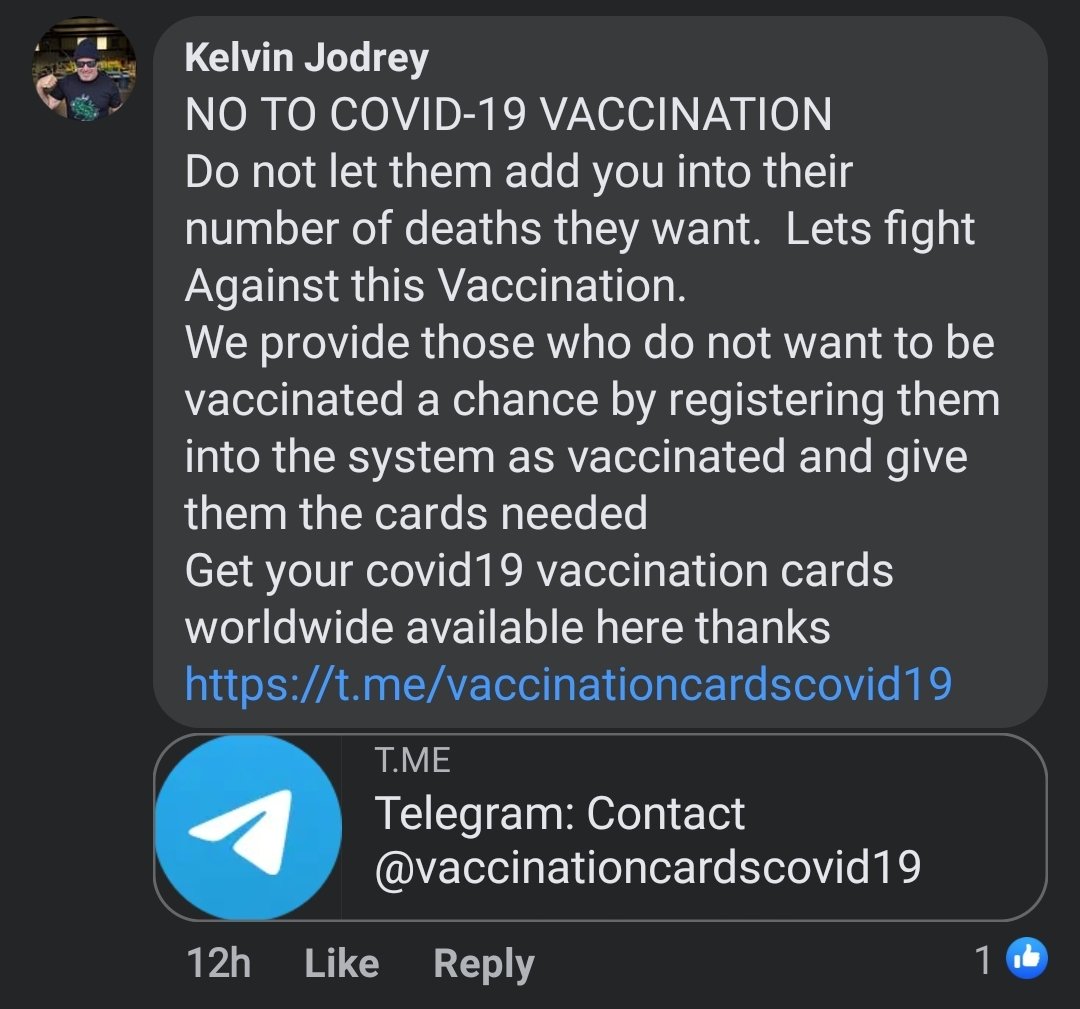 Kelvin Jodrey
NO TO COVID-19 VACCINATION
Do not let them add you into their
number of deaths they want.  Lets fight
Against this Vaccination.
We provide those who do not want to be
vaccinated a chance by registering them
into the system as vaccinated and give
them the cards needed
Get your covid19 vaccination cards
worldwide available here thanks
https://t.me/vaccinationcardscovid19
T.ME
Telegram: Contact
@vaccinationcardscovid19
12h Like Reply 1